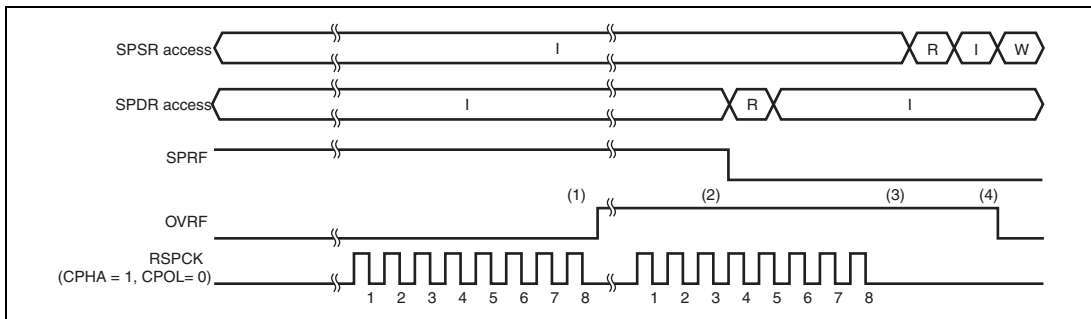 SPSR access I R I W
SPDR access I R I
SPRF
(1) (2) (3) (4)
OVRF
RSPCK
(CPHA = 1, CPOL= 0)
1 2 3 4 5 6 7 8 1 2 3 4 5 6 7 8